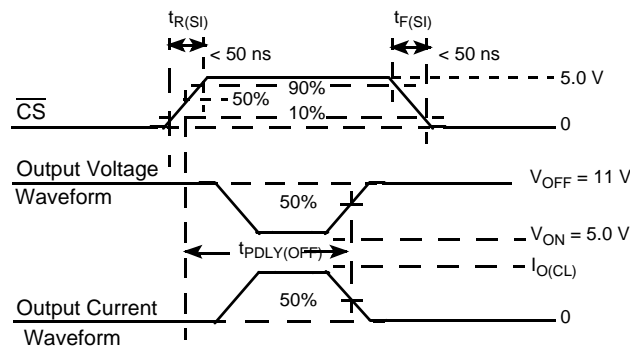 tR(SI)
tF(SI)
< 50 ns
< 50 ns
5.0 V
90%
50%
10%
CS
0
Output Voltage
Waveform
50%
VOFF = 11 V
VON = 5.0 V
tPDLY(OFF)
IO(CL)
50%
Output Current
Waveform
0